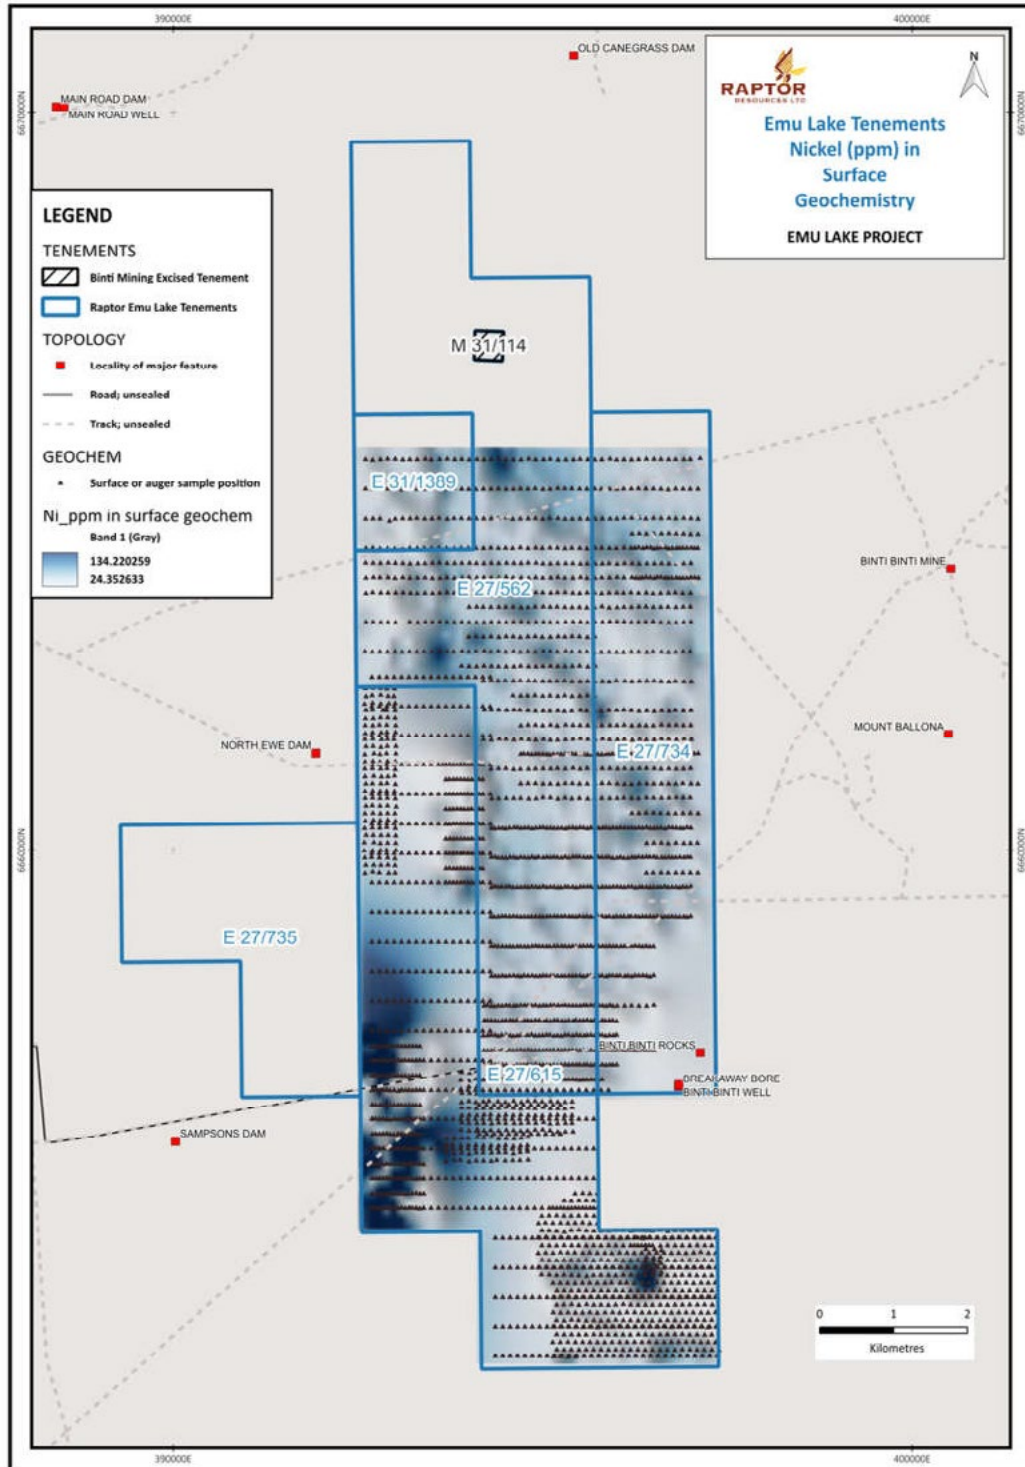 390000E
400000E
OLD CANEGRASS DAM
MAIN ROAD DAM
MAIN ROAD WELL
6670000N
6670000N
N
RAPTOR
RESOURCES LTD
Emu Lake Tenements
Nickel (ppm) in
Surface
Geochemistry
EMU LAKE PROJECT
LEGEND
TENEMENTS
Binti Mining Excised Tenement
Raptor Emu Lake Tenements
TOPOLOGY
Locality of major feature
Road; unsealed
Track; unsealed
GEOCHEM
Surface or auger sample position
Ni_ppm in surface geochem
Band 1 (Gray)
134.220259
24.352633
M 31/114
E 31/1389
E 27/562
BINTI BINTI MINE
MOUNT BALLONA
NORTH EWE DAM
E 27/734
6660000N
6660000N
E 27/735
BINTI BINTI ROCKS
E 27/615
BREAKAWAY BORE
BINTI BINTI WELL
SAMPSONS DAM
0 1 2
Kilometres
390000E
400000E